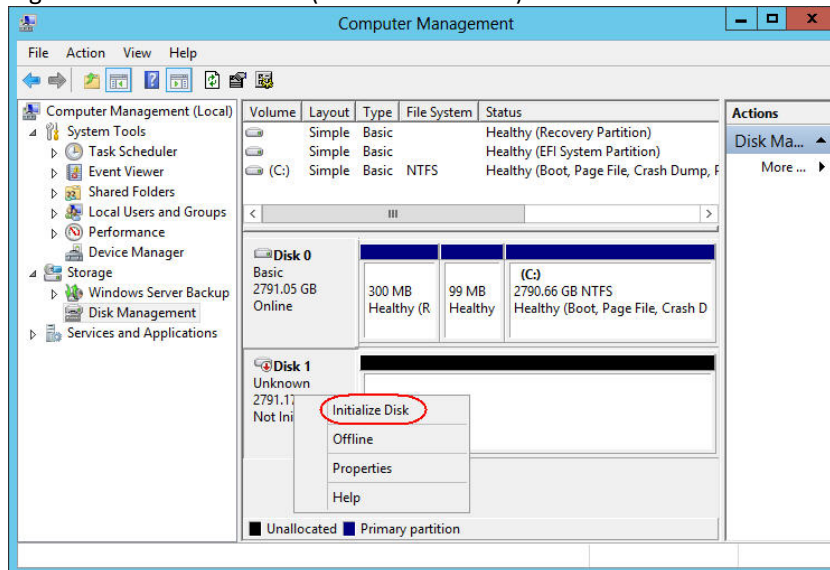 Computer Management
File Action View Help
Computer Management (Local)
System Tools
Task Scheduler
Event Viewer
Shared Folders
Local Users and Groups
Performance
Device Manager
Storage
Windows Server Backup
Disk Management
Services and Applications
Volume Layout Type File System Status
Simple Basic Healthy (Recovery Partition)
Simple Basic Healthy (EFI System Partition)
(C:) Simple Basic NTFS Healthy (Boot, Page File, Crash Dump,
Disk 0
Basic
2791.05 GB
Online
300 MB
Healthy (R
99 MB
Healthy
(C:)
2790.66 GB NTFS
Healthy (Boot, Page File, Crash D
Disk 1
Unknown
2791.17
Not Ini
Initialize Disk
Offline
Properties
Help
Unallocated Primary partition
Actions
Disk Ma...
More ...